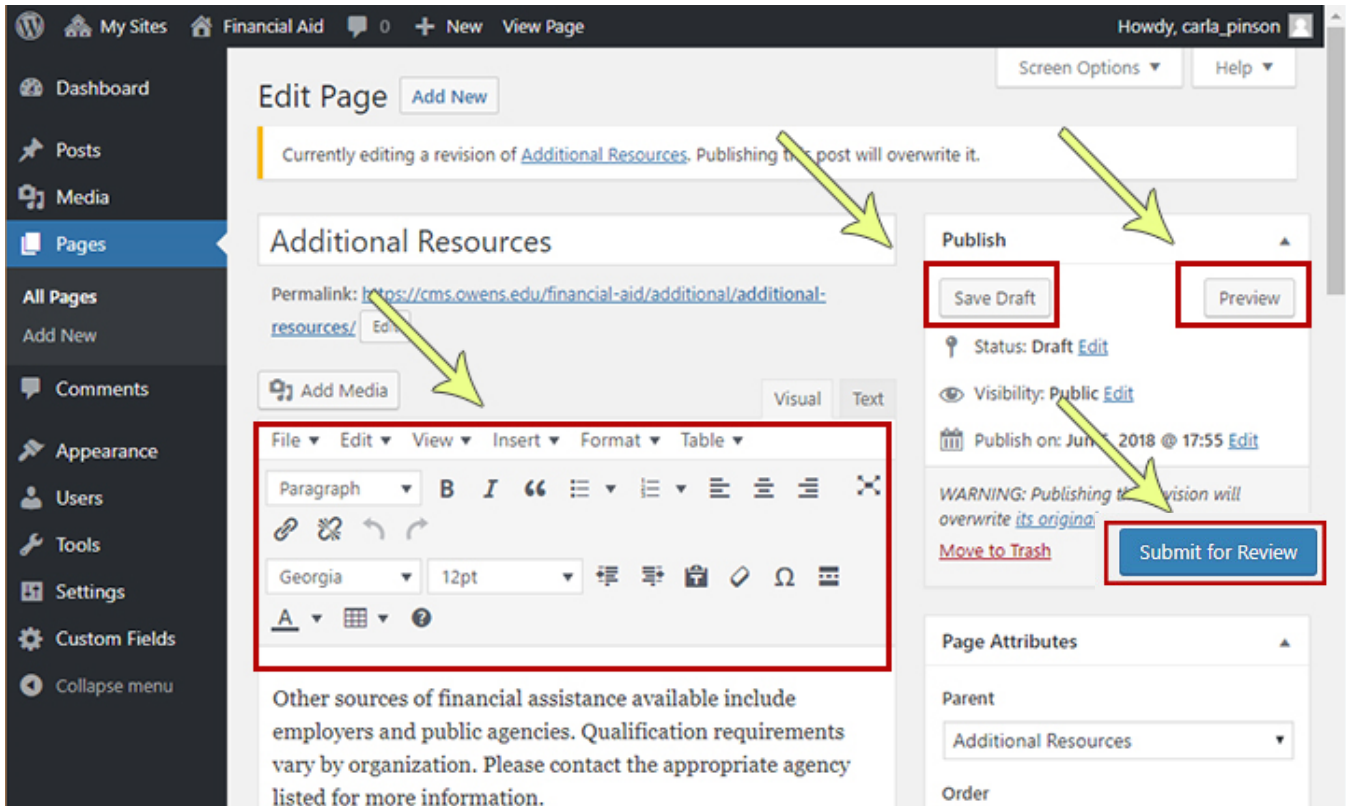 My Sites Financial Aid 0 New View Page Howdy, carla_pinson
Dashboard
Posts
Media
Pages
All Pages
Add New
Comments
Appearance
Users
Tools
Settings
Custom Fields
Collapse menu
Screen Options Help
Edit Page Add New
Currently editing a revision of Additional Resources. Publishing this post will overwrite it.
Additional Resources
Permalink: https://cms.owens.edu/financial-aid/additional/additional-
resources/ Edit
Add Media
Visual Text
File Edit View Insert Format Table
Paragraph B I
Georgia 12pt Ω
A
Other sources of financial assistance available include
employers and public agencies. Qualification requirements
vary by organization. Please contact the appropriate agency
listed for more information.
Publish
Save Draft Preview
Status: Draft Edit
Visibility: Public Edit
Publish on: Jun 2018 @ 17:55 Edit
WARNING: Publishing this revision will
overwrite its original
Move to Trash Submit for Review
Page Attributes
Parent
Additional Resources
Order